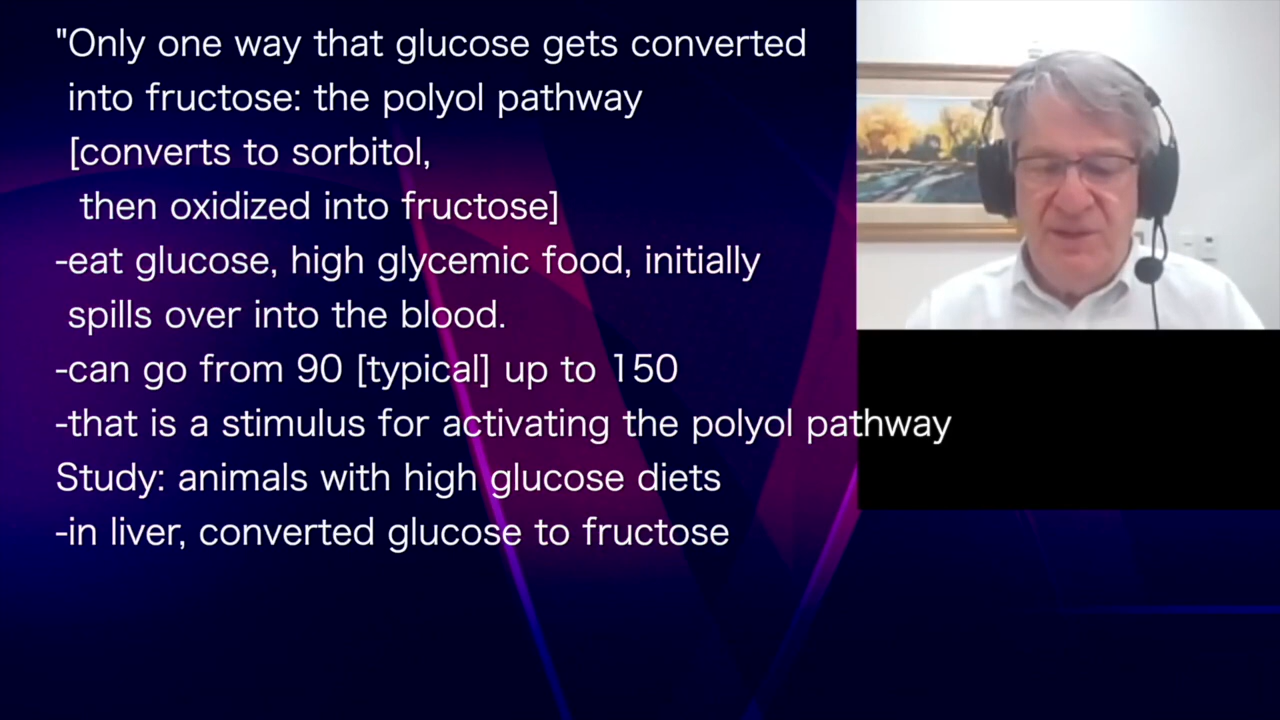 "Only one way that glucose gets converted
into fructose: the polyol pathway
[converts to sorbitol,
then oxidized into fructose]
-eat glucose, high glycemic food, initially
spills over into the blood.
-can go from 90 [typical] up to 150
-that is a stimulus for activating the polyol pathway
Study: animals with high glucose diets
-in liver, converted glucose to fructose